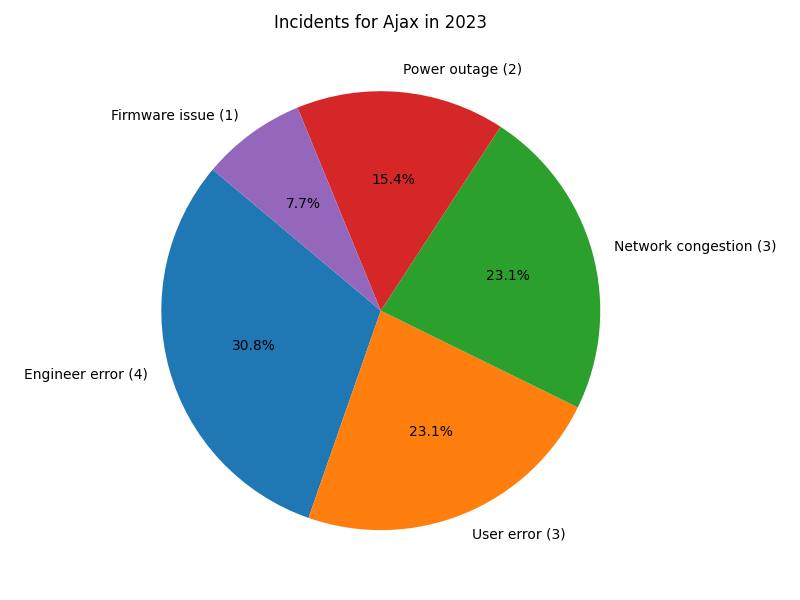 Incidents for Ajax in 2023
Power outage (2)
Firmware issue (1)
15.4%
7.7%
Network congestion (3)
23.1%
30.8%
Engineer error (4)
23.1%
User error (3)